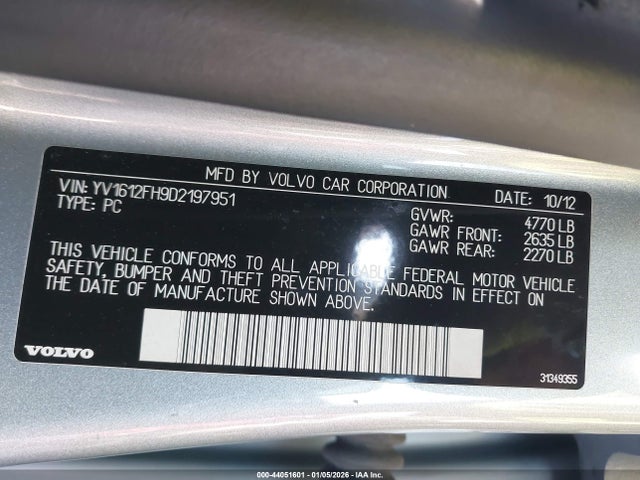 MFD BY VOLVO CAR CORPORATION
VIN: YV1612FH9D2197951 DATE: 10/12
TYPE: PC GVWR: 4770 LB
GAWR FRONT: 2635 LB
GAWR REAR: 2270 LB
THIS VEHICLE CONFORMS TO ALL APPLICABLE FEDERAL MOTOR VEHICLE
SAFETY, BUMPER AND THEFT PREVENTION STANDARDS IN EFFECT ON
THE DATE OF MANUFACTURE SHOWN ABOVE.
VOLVO
31349355
000-44051601 - 01/05/2026 - IAA Inc.